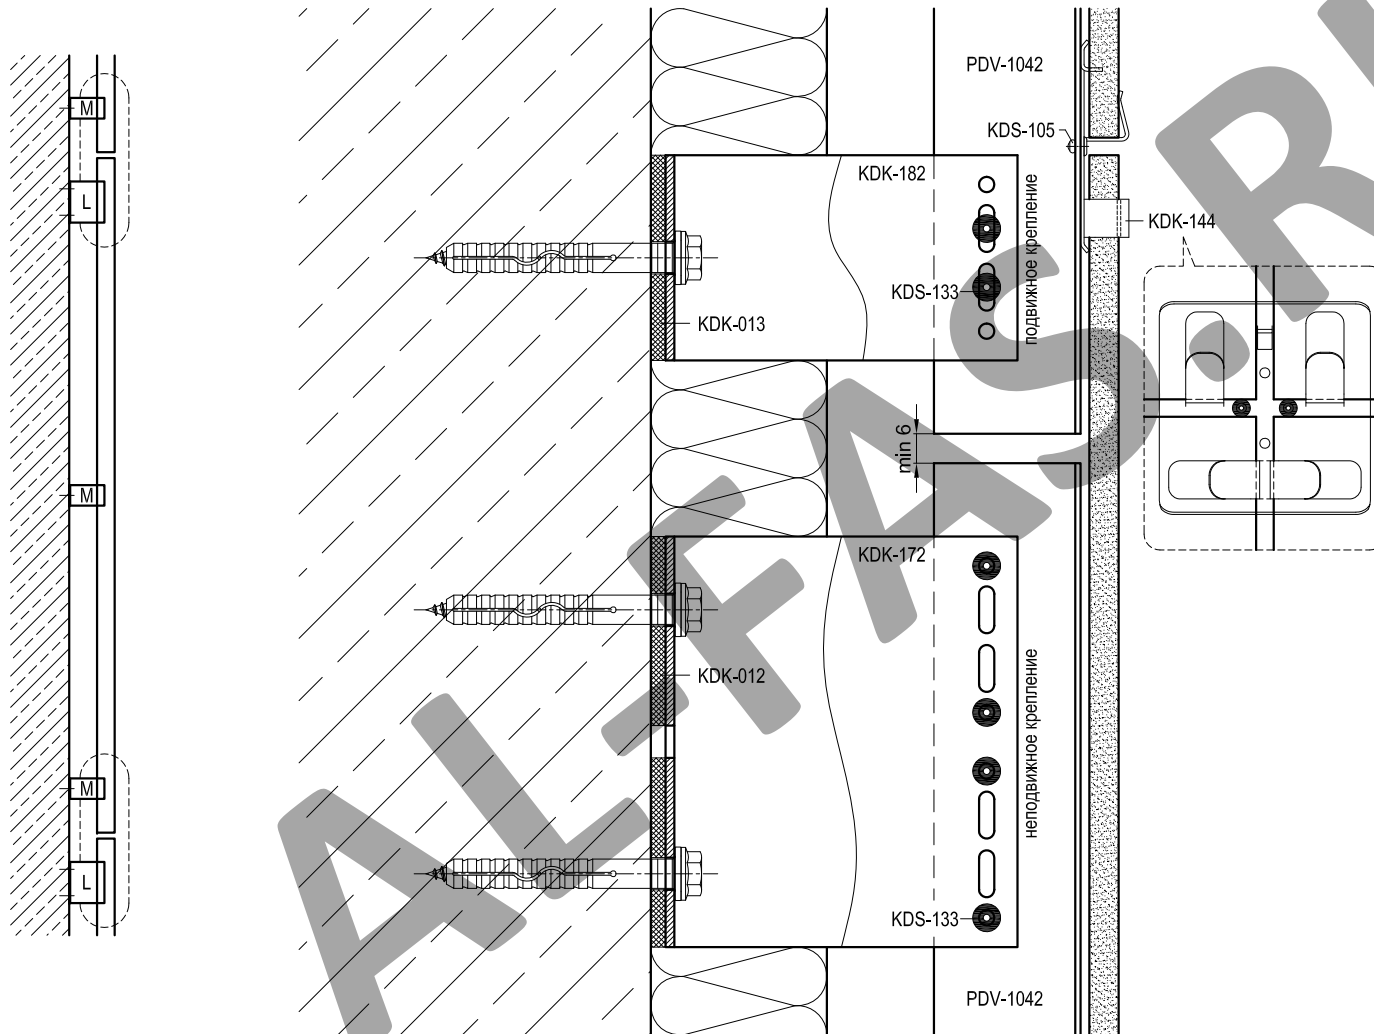 M
L
M
M
L
PDV-1042
KDS-105
KDK-182
KDK-144
KDS-133
KDK-013
подвижное крепление
min 6
KDK-172
KDK-012
неподвижное крепление
KDS-133
PDV-1042
AL-FAS.R